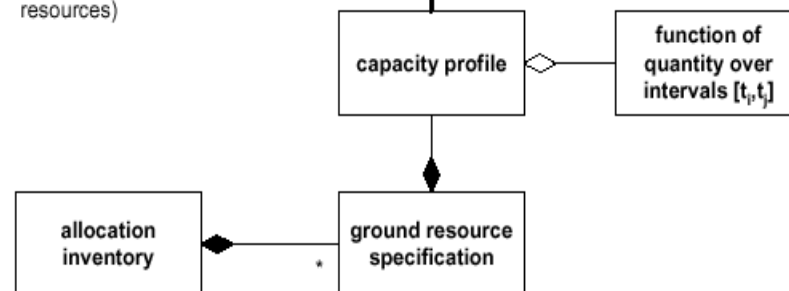 resources)
capacity profile
function of
quantity over
intervals [ti,tj]
allocation
inventory
ground resource
specification
*